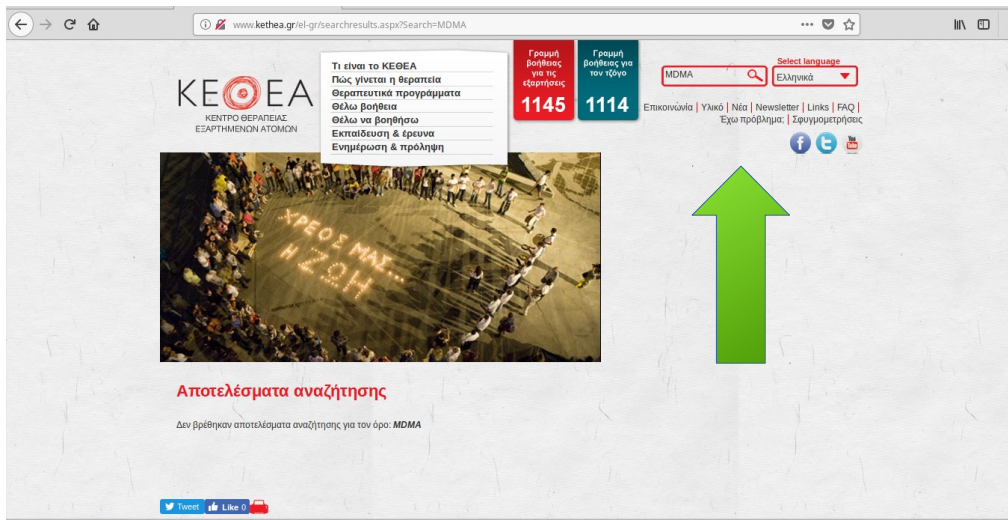 www.kethea.gr/el-gr/searchresults.aspx?Search=MDMA
ΚΕΘΕΑ
ΚΕΝΤΡΟ ΘΕΡΑΠΕΙΑΣ
ΕΞΑΡΤΗΜΕΝΩΝ ΑΤΟΜΩΝ
Τι είναι το ΚΕΘΕΑ
Πώς γίνεται η θεραπεία
Θεραπευτικά προγράμματα
Θέλω βοήθεια
Θέλω να βοηθήσω
Εκπαίδευση & έρευνα
Ενημέρωση & πρόληψη
Γραμμή
βοήθειας
για τις
εξαρτήσεις
1145
Γραμμή
βοήθειας για
τον τζόγο
1114
Select language
MDMA
Ελληνικά
Επικοινωνία | Υλικό | Νέα | Newsletter | Links | FAQ |
Έχω πρόβλημα; | Σφυγμομετρήσεις
You
Tube
ΧΡΕΟΣ ΜΑΣ...
Η ΖΩΗ
Αποτελέσματα αναζήτησης
Δεν βρέθηκαν αποτελέσματα αναζήτησης για τον όρο: MDMA
Tweet Like 0